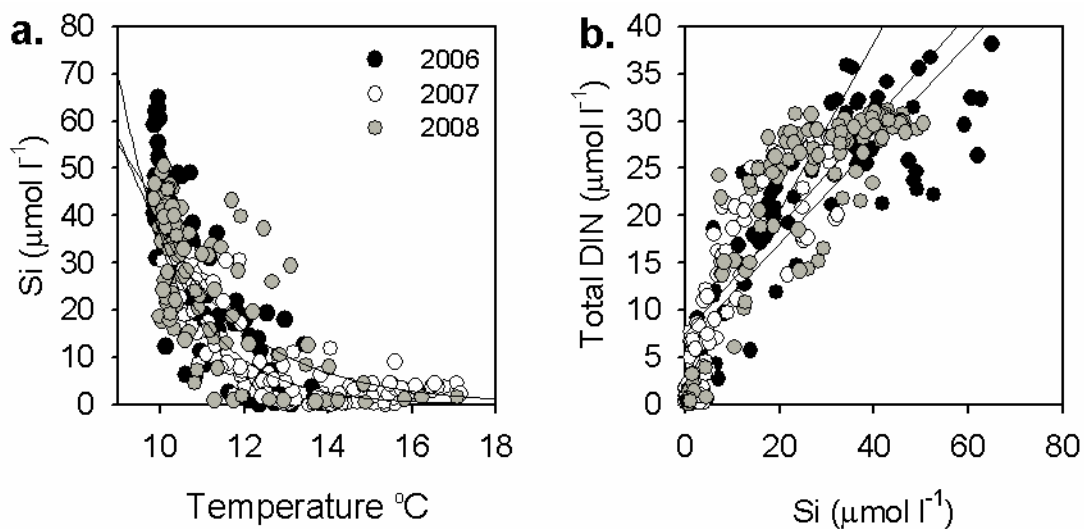 a.
80
70
60
50
40
30
20
10
0
Si (μmol l⁻¹)
2006
2007
2008
10 12 14 16 18
Temperature ºC
b.
40
35
30
25
20
15
10
5
0
Total DIN (μmol l⁻¹)
0 20 40 60 80
Si (μmol l⁻¹)